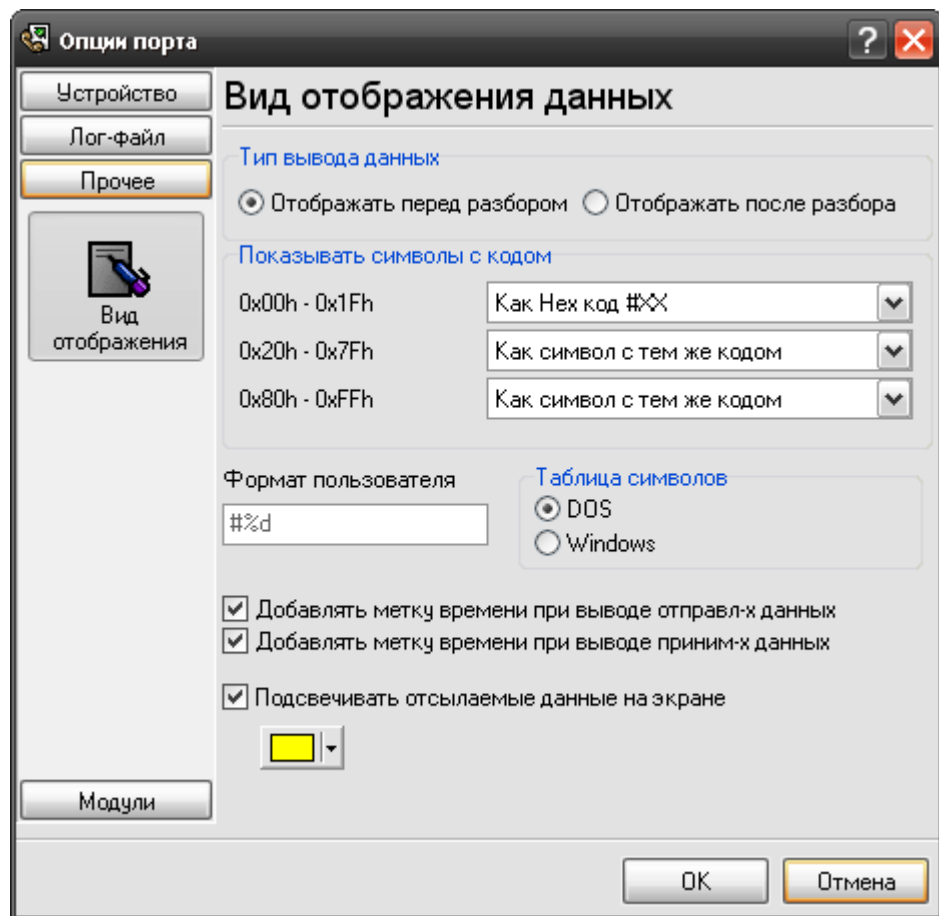 Опции порта
Устройство
Лог-файл
Прочее
Вид
отображения
Модули
Вид отображения данных
Тип вывода данных
Отображать перед разбором Отображать после разбора
Показывать символы с кодом
0x00h - 0x1Fh Как Hex код #XX
0x20h - 0x7Fh Как символ с тем же кодом
0x80h - 0xFFh Как символ с тем же кодом
Формат пользователя
#%d
Таблица символов
DOS
Windows
Добавлять метку времени при выводе отправл-х данных
Добавлять метку времени при выводе приним-х данных
Подсвечивать отсылаемые данные на экране
OK Отмена